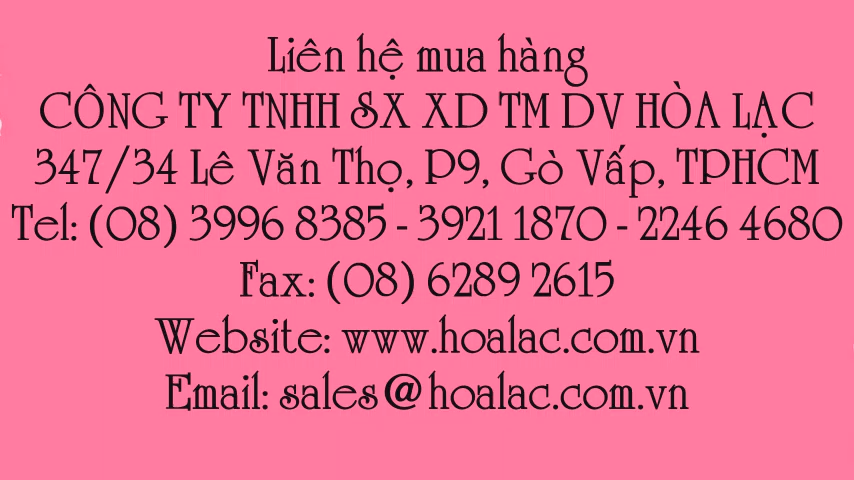 Liên hệ mua hàng
CÔNG TY TNHH SX XD TM DV HÒA LẠC
347/34 Lê Văn Thọ, P9, Gò Vấp, TPHCM
Tel: (08) 3996 8385 - 3921 1870 - 2246 4680
Fax: (08) 6289 2615
Website: www.hoalac.com.vn
Email: sales@hoalac.com.vn